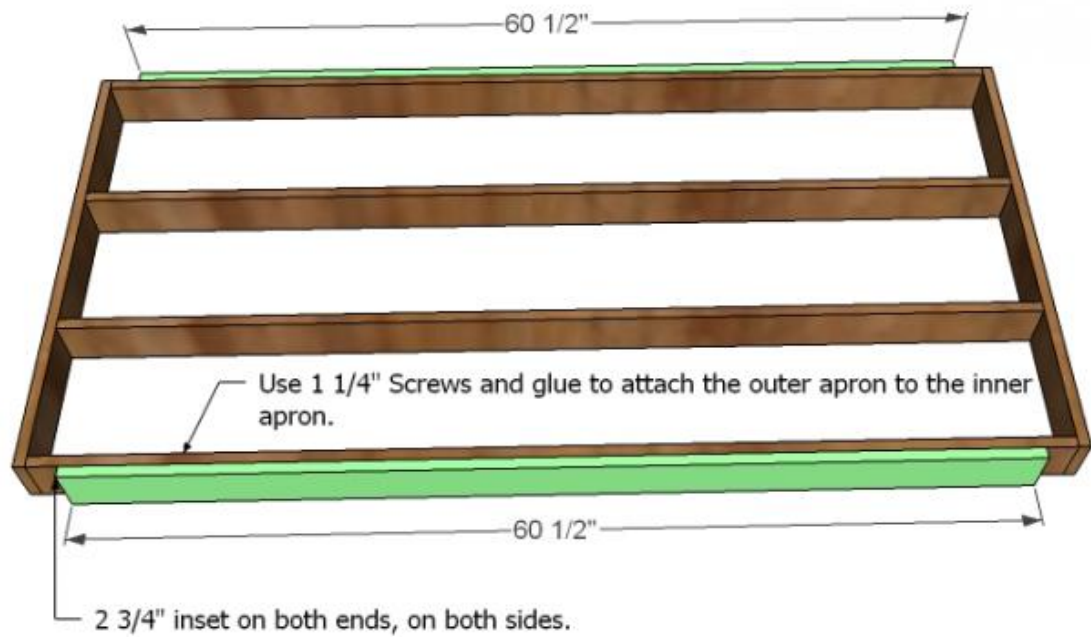 60 1/2"
Use 1 1/4" Screws and glue to attach the outer apron to the inner
apron.
60 1/2"
2 3/4" inset on both ends, on both sides.